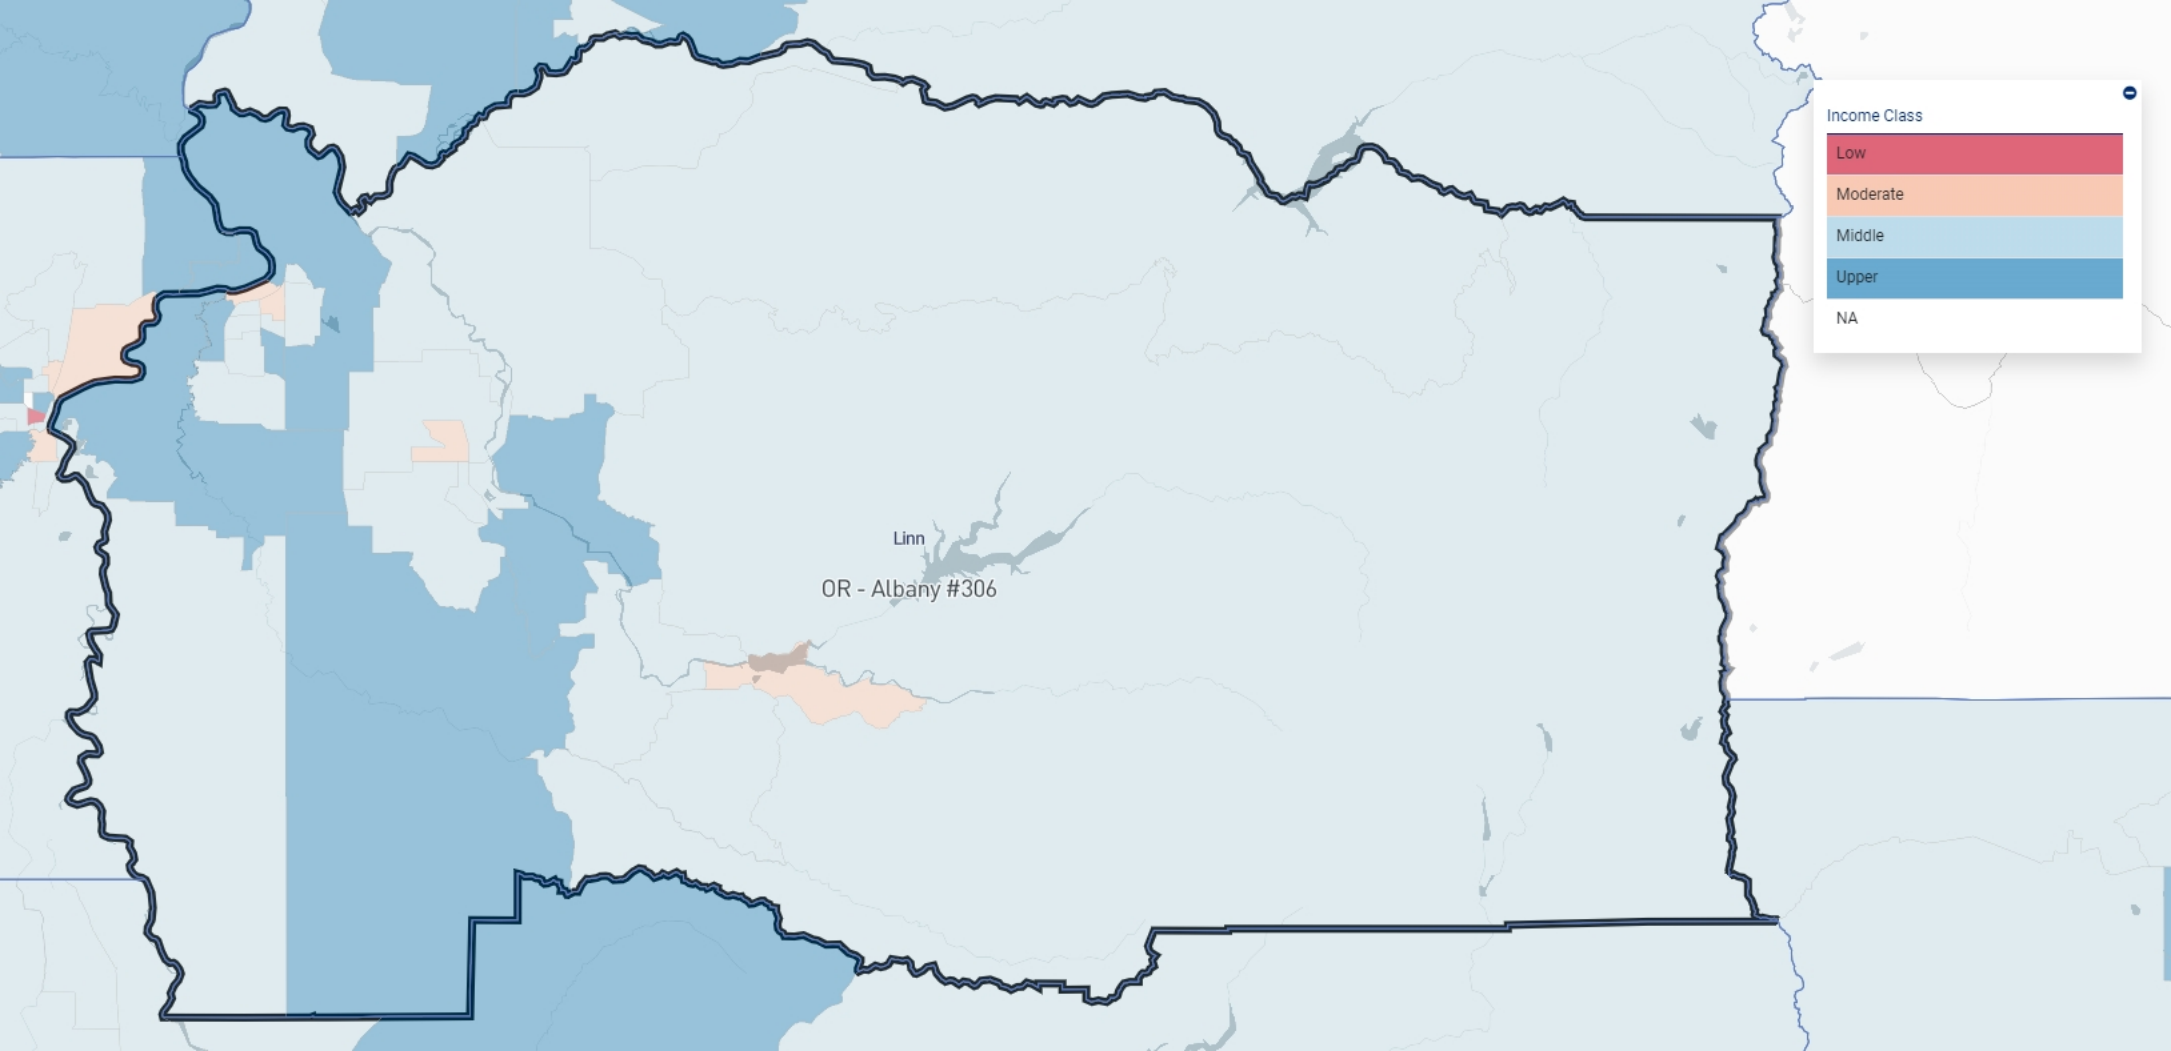 Income Class
Low
Moderate
Middle
Upper
NA
Linn
OR - Albany #306